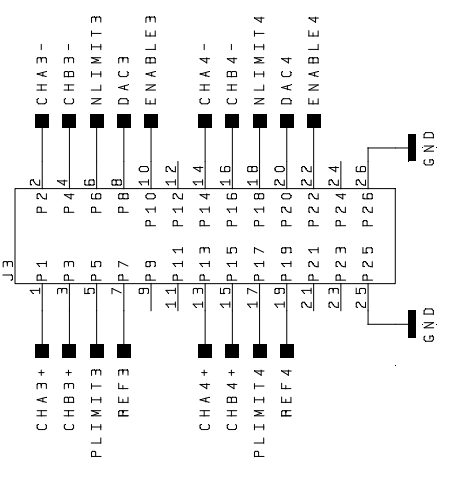 CHA3-
CHB3-
NLIMIT3
DAC3
ENABLE3
CHA4-
CHB4-
NLIMIT4
DAC4
ENABLE4
GND
2
4
6
8
10
12
14
16
18
20
22
24
26
P2
P4
P6
P8
P10
P12
P14
P16
P18
P20
P22
P24
P26
J3
P1
P3
P5
P7
P9
P11
P13
P15
P17
P19
P21
P23
P25
1
3
5
7
9
11
13
15
17
19
21
23
25
CHA3+
CHB3+
PLIMIT3
REF3
CHA4+
CHB4+
PLIMIT4
REF4
GND